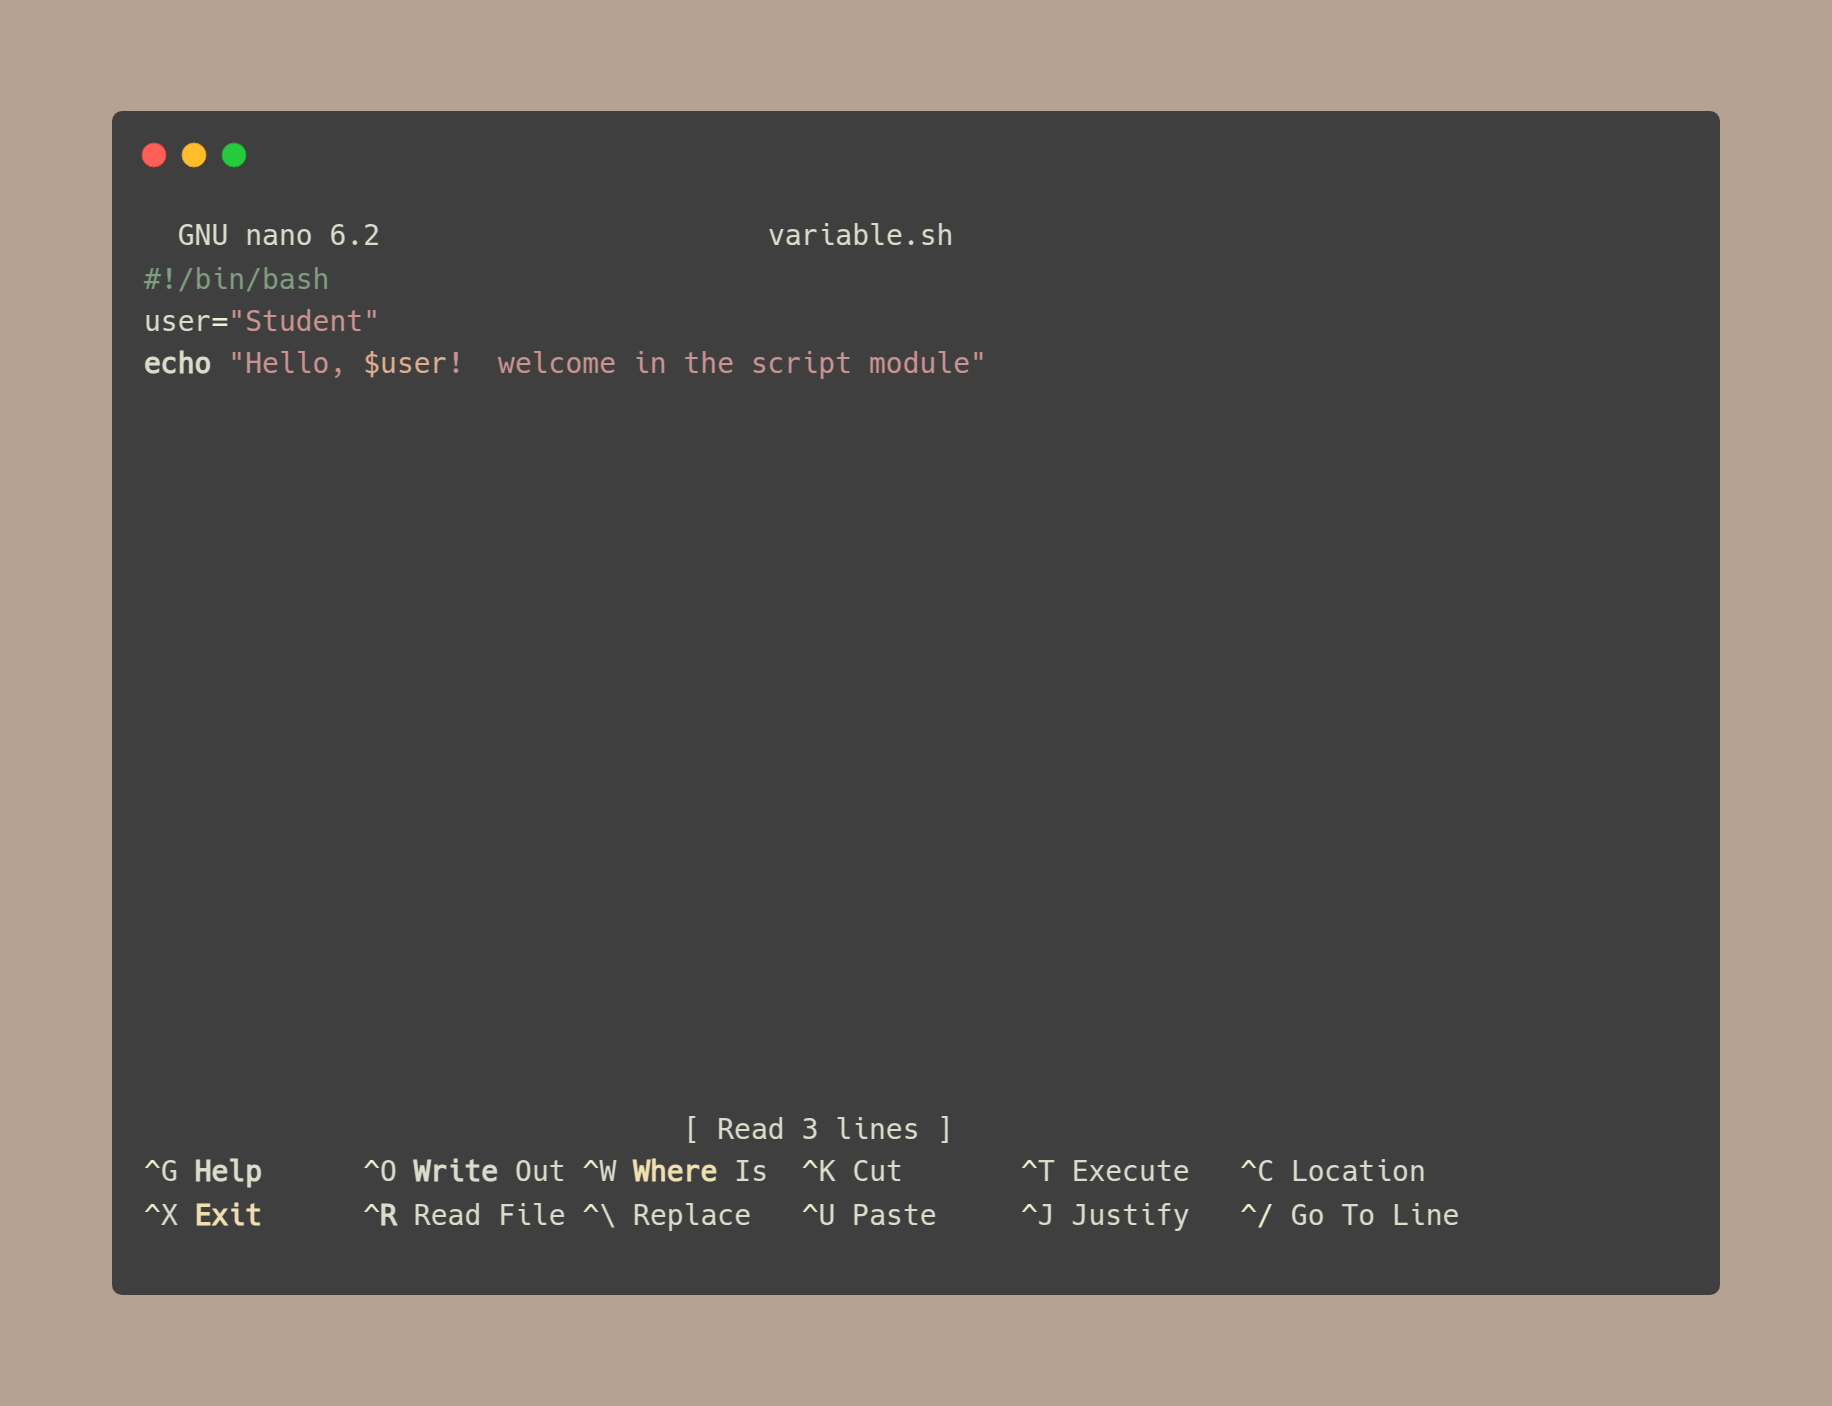 GNU nano 6.2                       variable.sh
#!/bin/bash
user="Student"
echo "Hello, $user!  welcome in the script module"
[ Read 3 lines ]
^G Help      ^O Write Out ^W Where Is  ^K Cut       ^T Execute   ^C Location
^X Exit      ^R Read File ^\ Replace   ^U Paste     ^J Justify   ^/ Go To Line